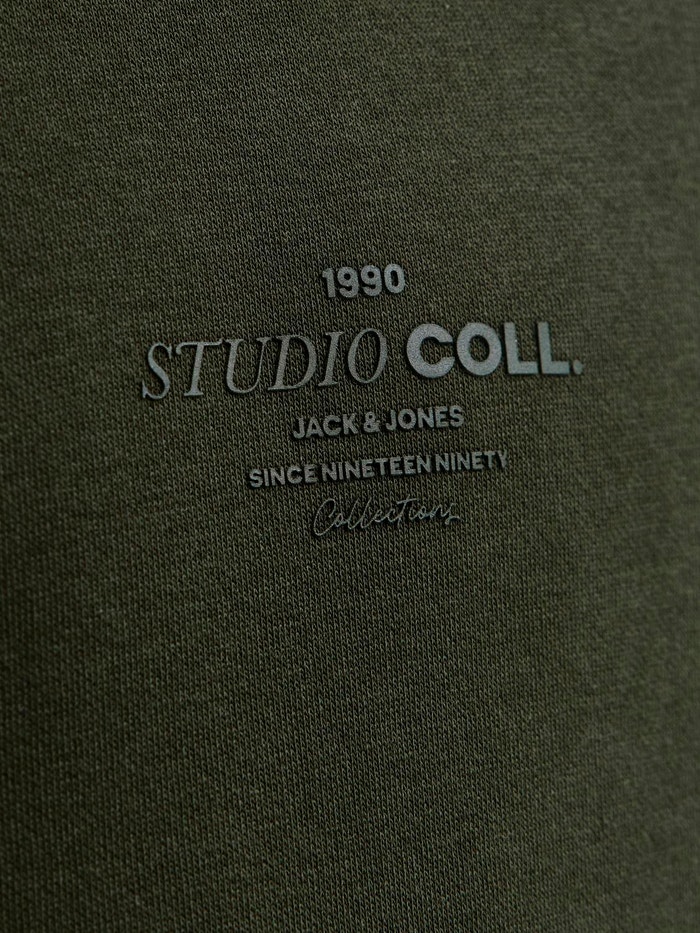 1990
STUDIO COLL.
JACK & JONES
SINCE NINETEEN NINETY
Collections